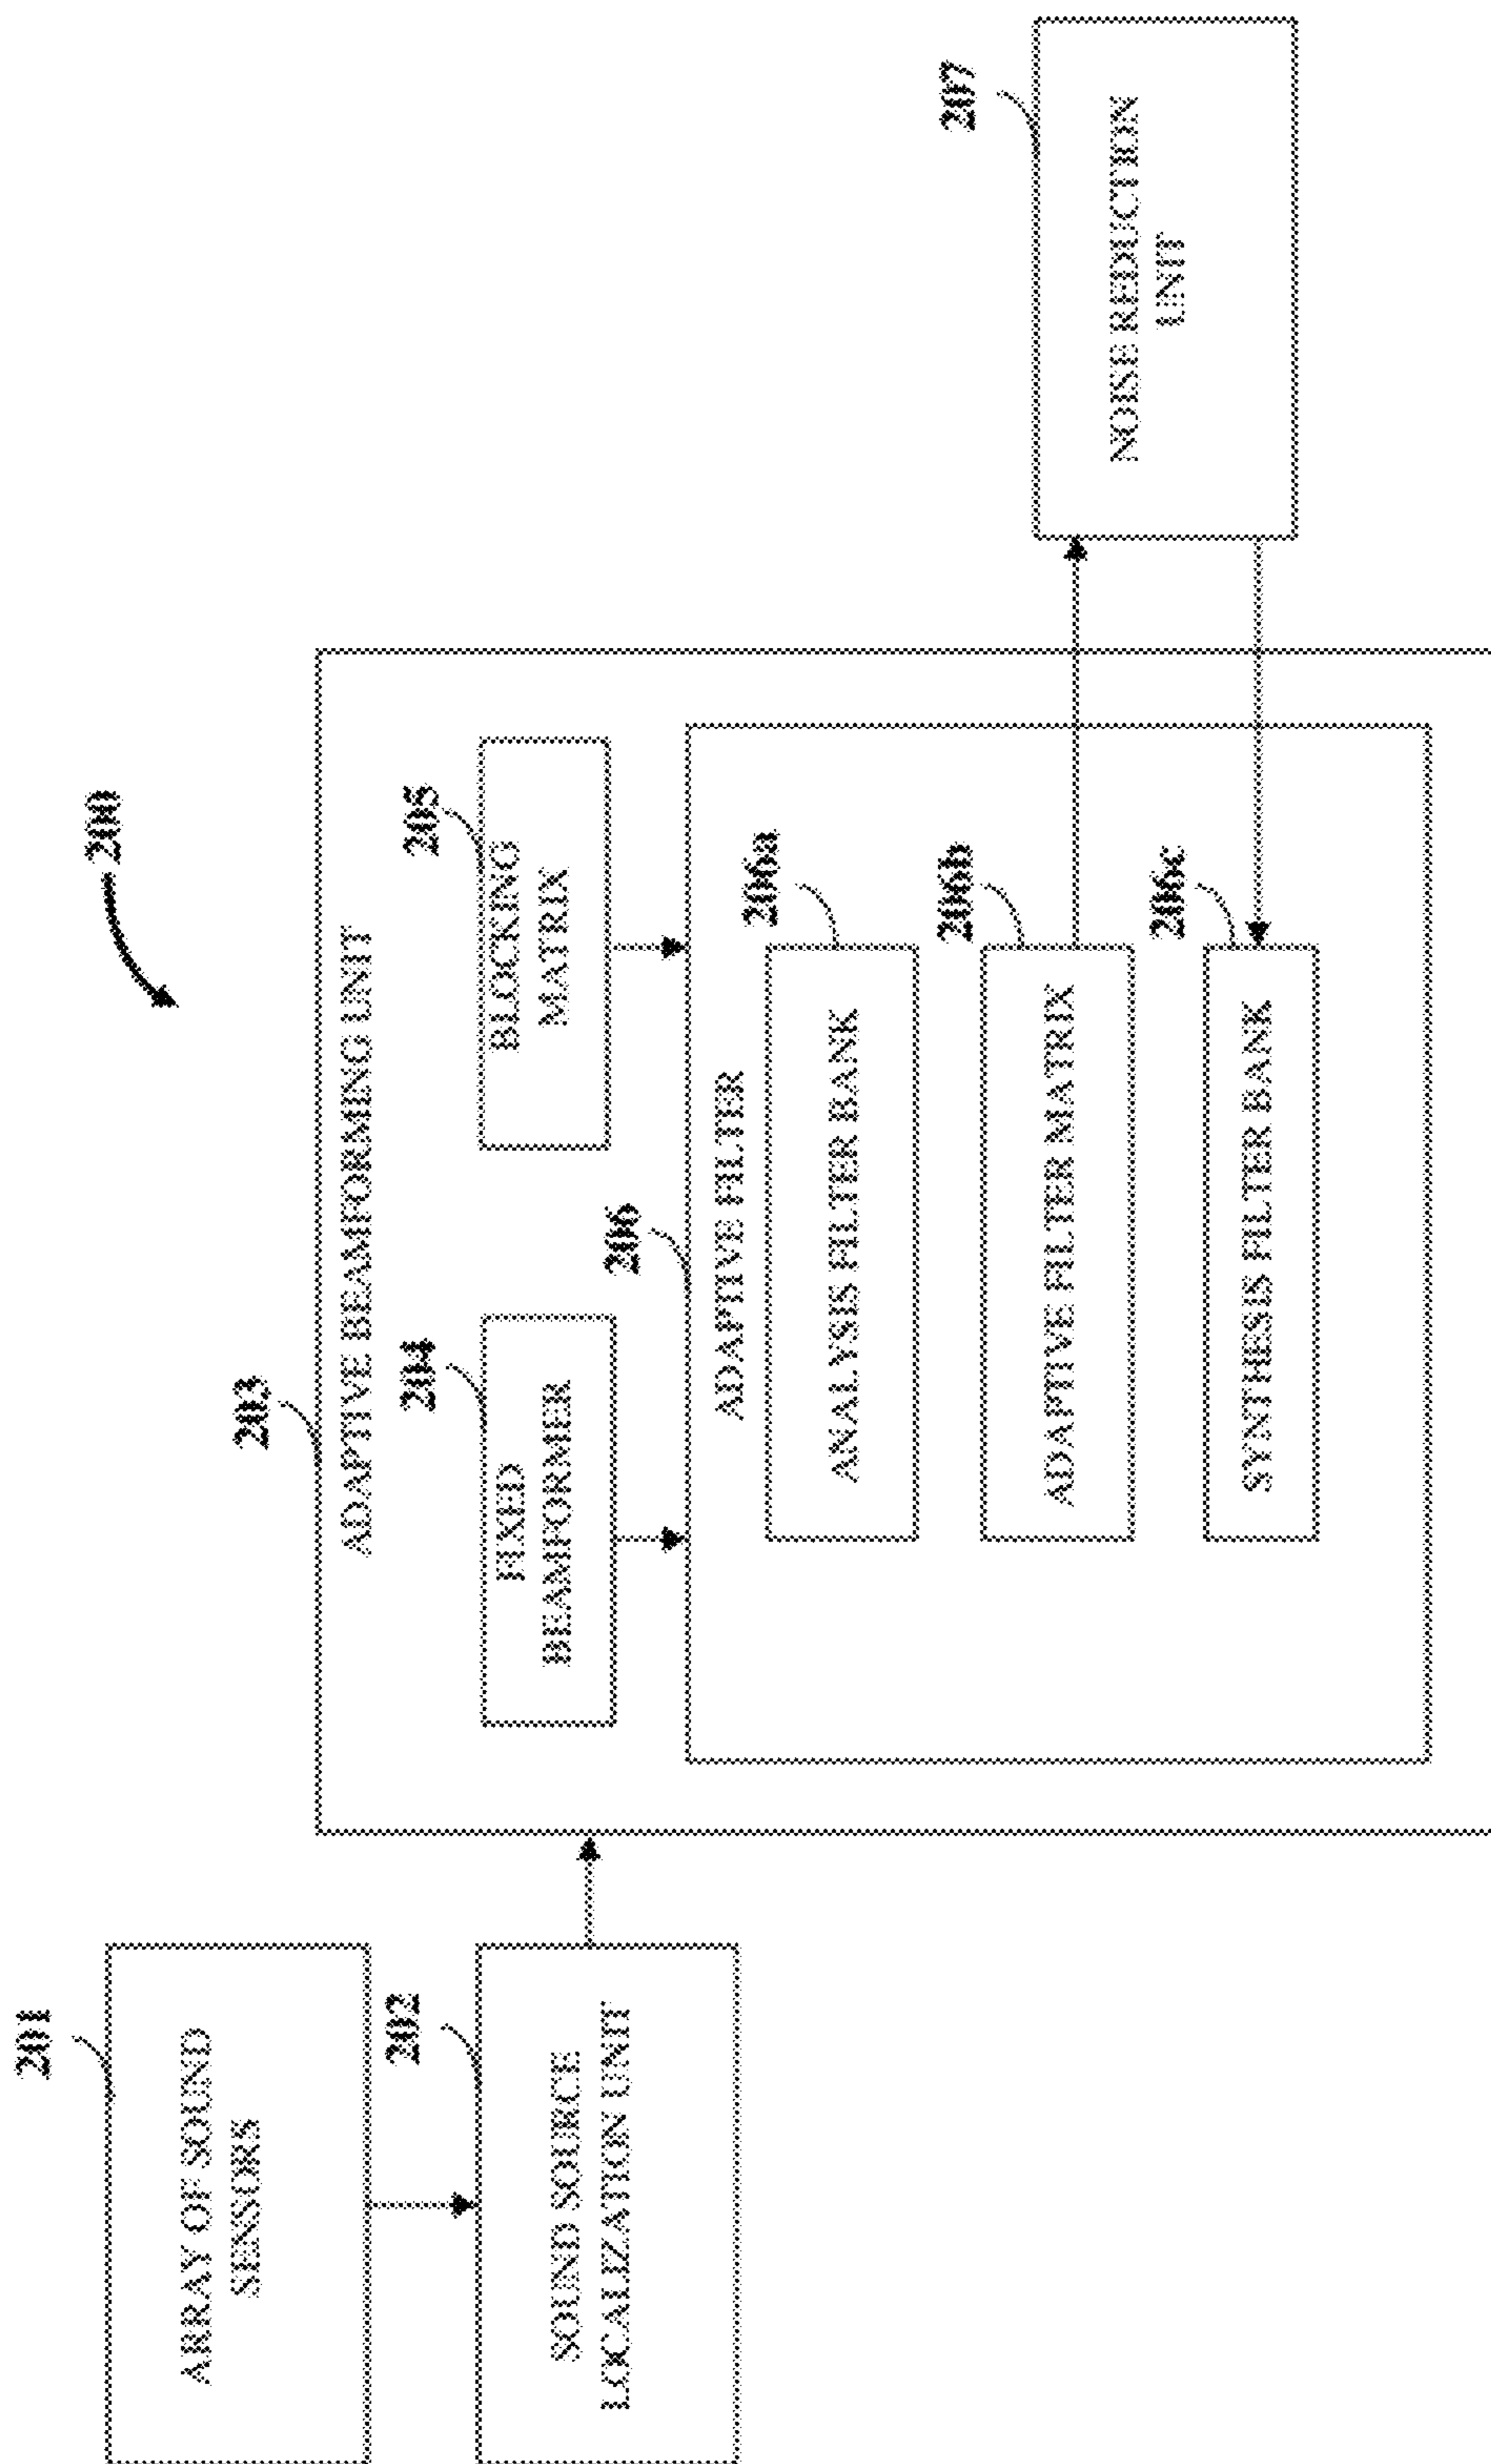 200
201
ARRAY OF SOUND
SENSORS
202
SOUND SOURCE
LOCALIZATION UNIT
203
ADAPTIVE BEAMFORMING UNIT
204
FIXED
BEAMFORMER
205
BLOCKING
MATRIX
206
ADAPTIVE FILTER
206a
ANALYSIS FILTER BANK
206b
ADAPTIVE FILTER MATRIX
206c
SYNTHESIS FILTER BANK
207
NOISE REDUCTION
UNIT